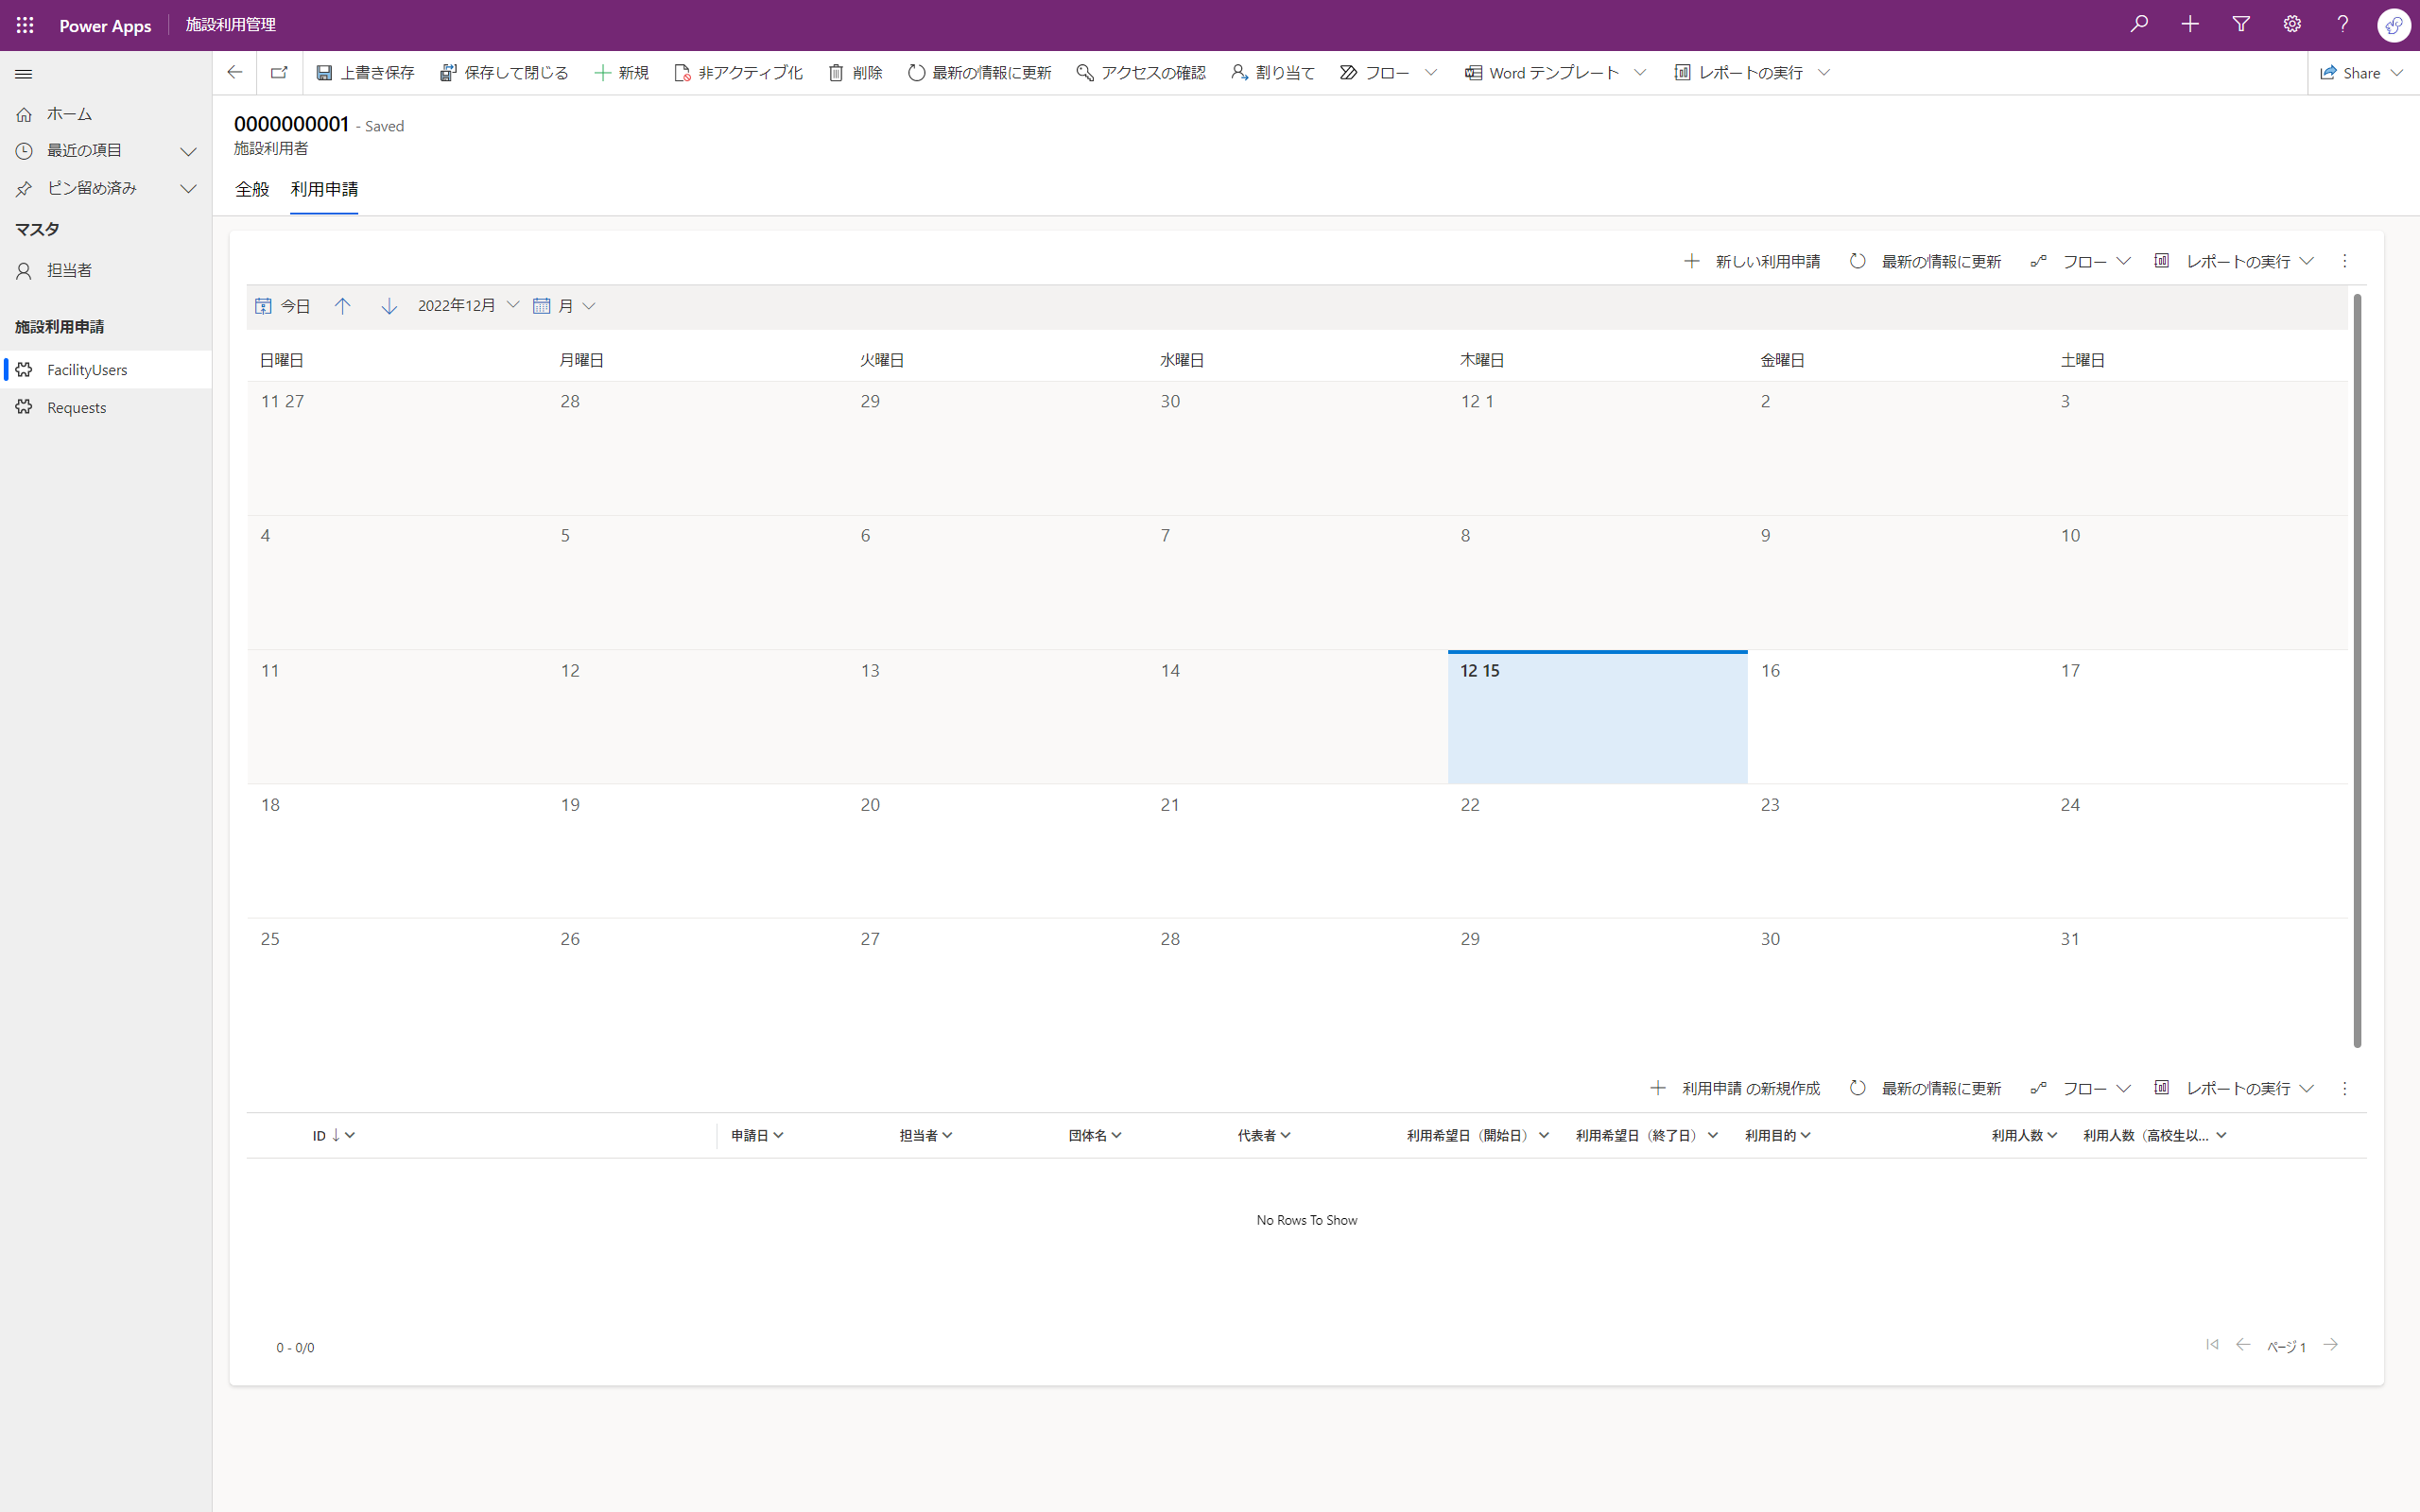 Power Apps 施設利用管理
上書き保存 保存して閉じる 新規 非アクティブ化 削除 最新の情報に更新 アクセスの確認 割り当て フロー Word テンプレート レポートの実行 Share
ホーム
最近の項目
ピン留め済み
マスタ
担当者
施設利用申請
FacilityUsers
Requests
0000000001 - Saved
施設利用者
全般 利用申請
新しい利用申請 最新の情報に更新 フロー レポートの実行
今日 2022年12月 月
日曜日 月曜日 火曜日 水曜日 木曜日 金曜日 土曜日
11 27 28 29 30 12 1 2 3
4 5 6 7 8 9 10
11 12 13 14 12 15 16 17
18 19 20 21 22 23 24
25 26 27 28 29 30 31
利用申請 の新規作成 最新の情報に更新 フロー レポートの実行
ID 申請日 担当者 団体名 代表者 利用希望日（開始日） 利用希望日（終了日） 利用目的 利用人数 利用人数（高校生以...
No Rows To Show
0 - 0/0 ページ 1